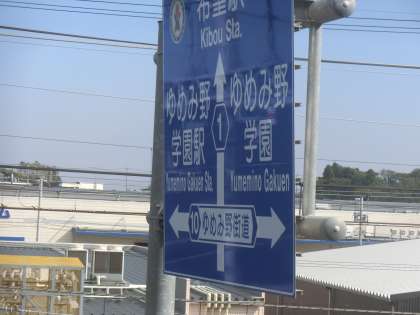 希望駅
Kibou Sta.
ゆめみ野
学園駅
Yumemino Gakuen Sta.
1
ゆめみ野
学園
Yumemino Gakuen
10 ゆめみ野街道